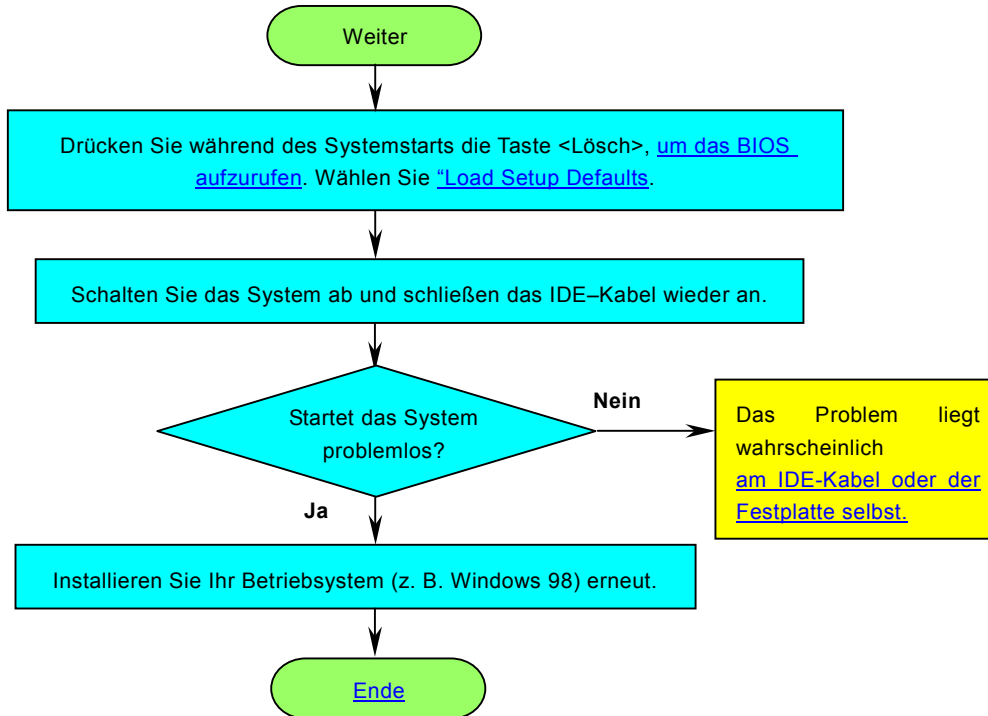 Weiter
Drücken Sie während des Systemstarts die Taste <Lösch>, um das BIOS
aufzurufen. Wählen Sie “Load Setup Defaults.
Schalten Sie das System ab und schließen das IDE–Kabel wieder an.
Startet das System
problemlos?
Nein
Das Problem liegt
wahrscheinlich
am IDE-Kabel oder der
Festplatte selbst.
Ja
Installieren Sie Ihr Betriebsystem (z. B. Windows 98) erneut.
Ende